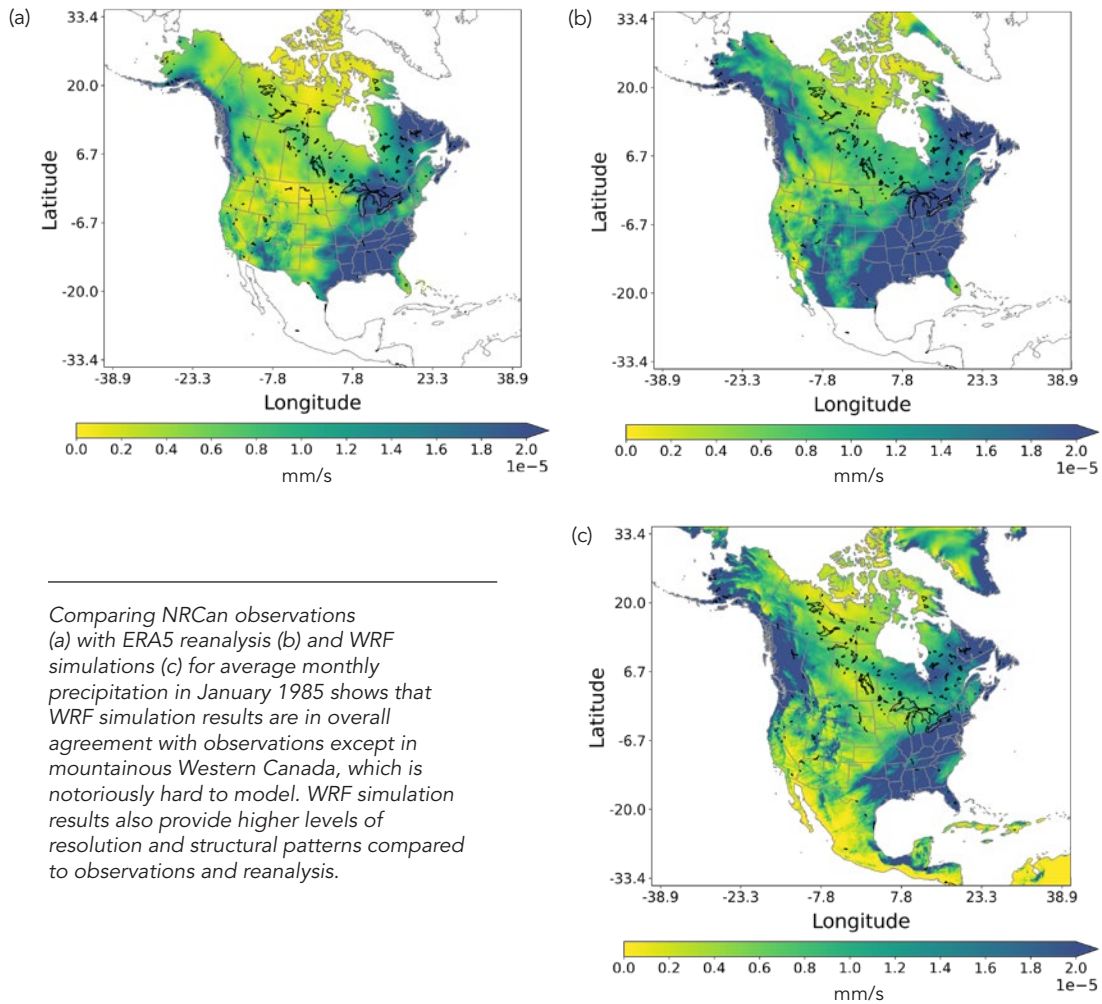 (a)
33.4
20.0
6.7
-6.7
-20.0
-33.4
Latitude
-38.9 -23.3 -7.8 7.8 23.3 38.9
Longitude
0.0 0.2 0.4 0.6 0.8 1.0 1.2 1.4 1.6 1.8 2.0
1e−5
mm/s
(b)
33.4
20.0
6.7
-6.7
-20.0
-33.4
Latitude
-38.9 -23.3 -7.8 7.8 23.3 38.9
Longitude
0.0 0.2 0.4 0.6 0.8 1.0 1.2 1.4 1.6 1.8 2.0
1e−5
mm/s
Comparing NRCan observations
(a) with ERA5 reanalysis (b) and WRF
simulations (c) for average monthly
precipitation in January 1985 shows that
WRF simulation results are in overall
agreement with observations except in
mountainous Western Canada, which is
notoriously hard to model. WRF simulation
results also provide higher levels of
resolution and structural patterns compared
to observations and reanalysis.
(c)
33.4
20.0
6.7
-6.7
-20.0
-33.4
Latitude
-38.9 -23.3 -7.8 7.8 23.3 38.9
Longitude
0.0 0.2 0.4 0.6 0.8 1.0 1.2 1.4 1.6 1.8 2.0
1e−5
mm/s